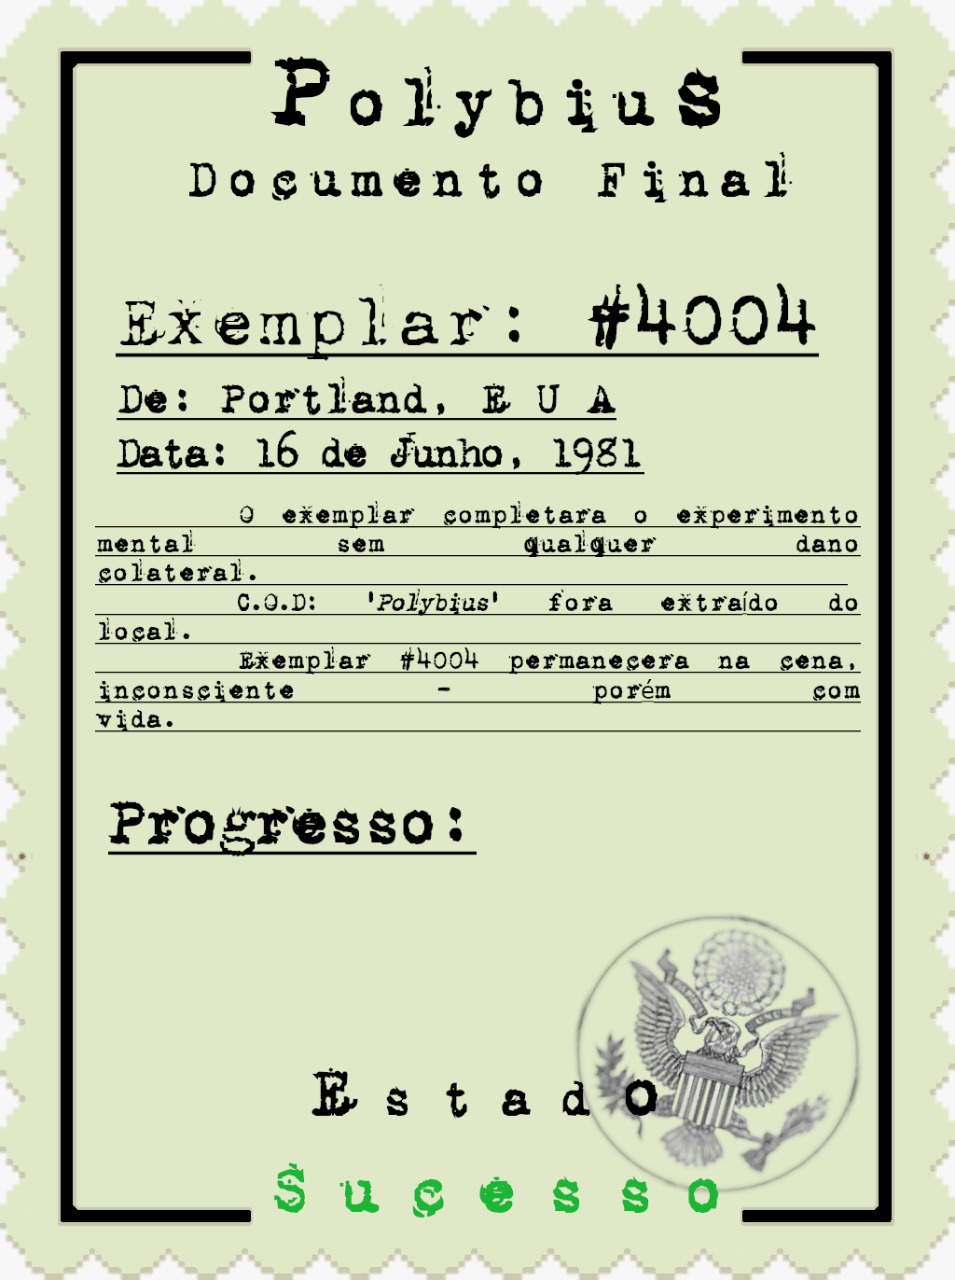 Polybius
Documento Final
Exemplar: #4004
De: Portland, E U A
Data: 16 de Junho, 1981
O exemplar completara o experimento
mental sem qualquer dano
colateral.
C.O.D: 'Polybius' fora extraído do
local.
Exemplar #4004 permanecera na cena,
inconsciente - porém com
vida.
Progresso:
Estado
Sucesso